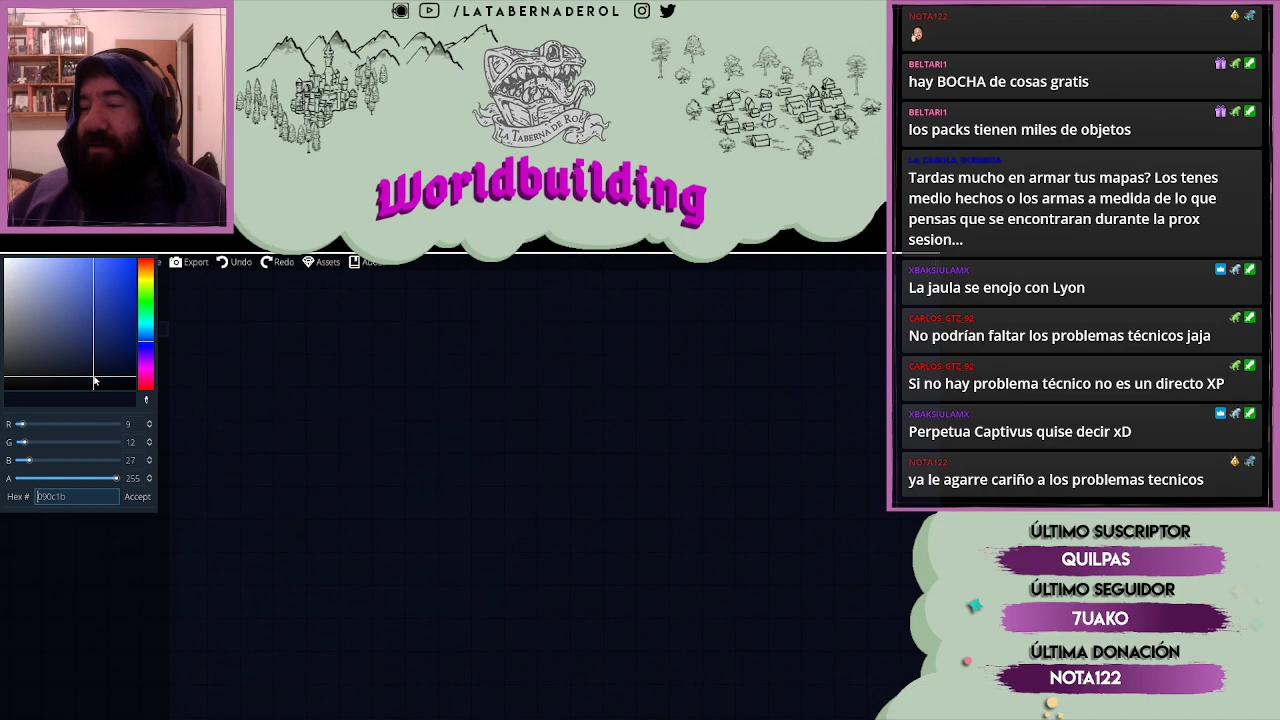 /LATABERNADEROL
LA TABERNA DE ROL
Worldbuilding
Export Undo Redo Assets
R 9
G 12
B 27
A 255
Hex # 090c1b Accept
NOTA122
BELTARI1
hay BOCHA de cosas gratis
BELTARI1
los packs tienen miles de objetos
Tardas mucho en armar tus mapas? Los tenes
medio hechos o los armas a medida de lo que
pensas que se encontraran durante la prox
sesion...
XBAKSIULAMX
La jaula se enojo con Lyon
CARLOS_GTZ_92
No podrían faltar los problemas técnicos jaja
CARLOS_GTZ_92
Si no hay problema técnico no es un directo XP
XBAKSIULAMX
Perpetua Captivus quise decir xD
NOTA122
ya le agarre cariño a los problemas tecnicos
ÚLTIMO SUSCRIPTOR
QUILPAS
ÚLTIMO SEGUIDOR
7UAKO
ÚLTIMA DONACIÓN
NOTA122